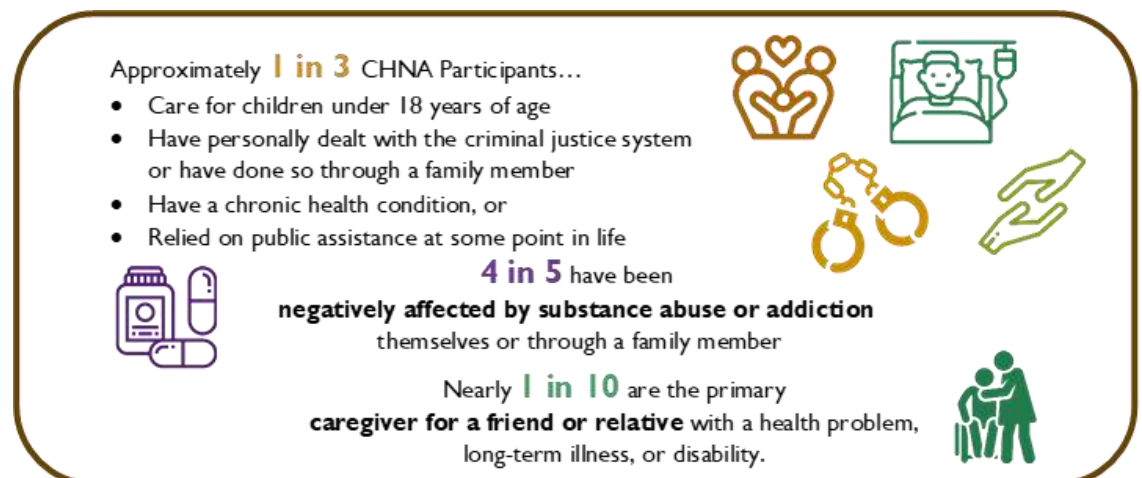 Approximately 1 in 3 CHNA Participants...
• Care for children under 18 years of age
• Have personally dealt with the criminal justice system
or have done so through a family member
• Have a chronic health condition, or
• Relied on public assistance at some point in life
4 in 5 have been
negatively affected by substance abuse or addiction
themselves or through a family member
Nearly 1 in 10 are the primary
caregiver for a friend or relative with a health problem,
long-term illness, or disability.